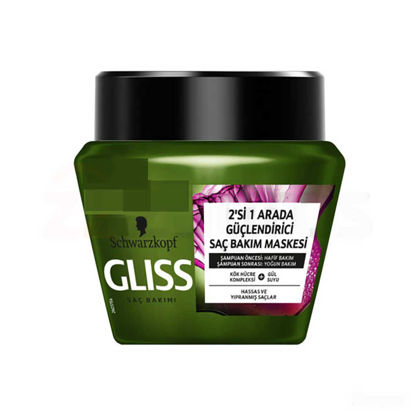 Schwarzkopf
GLISS
SAÇ BAKIMI
2'Sİ 1 ARADA
GÜÇLENDİRİCİ
SAÇ BAKIM MASKESİ
ŞAMPUAN ÖNCESİ: HAFİF BAKIM
ŞAMPUAN SONRASI: YOĞUN BAKIM
KÖK HÜCRE + GÜL
KOMPLEKSİ SUYU
HASSAS VE
YIPRANMIŞ SAÇLAR